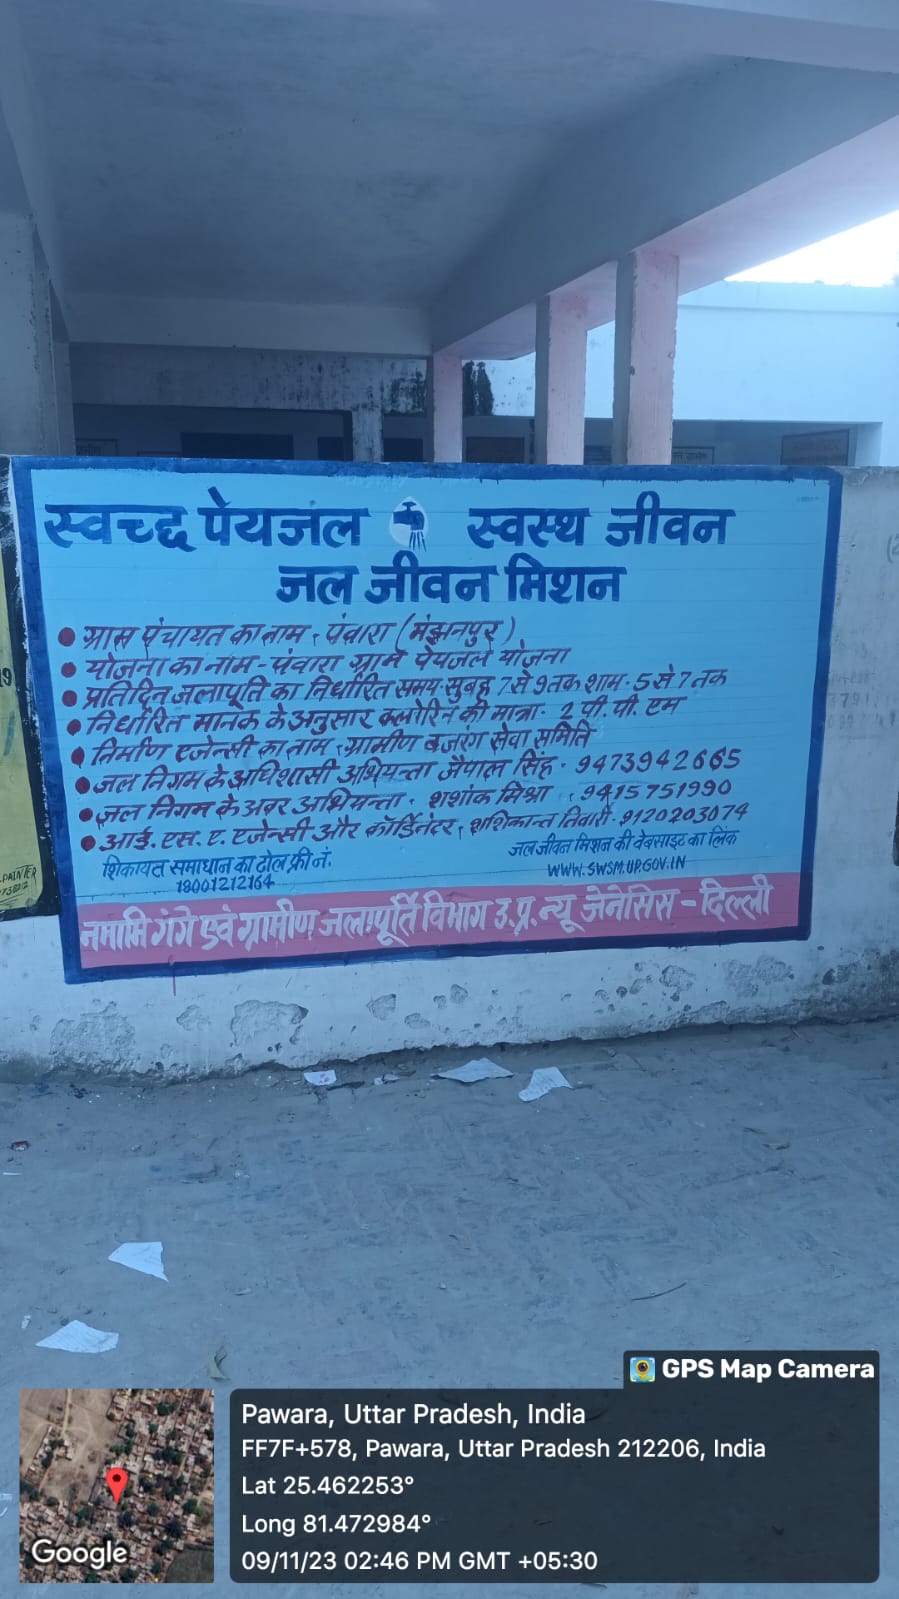 स्वच्छ पेयजल स्वस्थ जीवन
जल जीवन मिशन
ग्राम पंचायत का नाम, पंवारा (मंझनपुर)
योजना का नाम - पंवारा ग्राम पेयजल योजना
प्रतिदिन जलापूर्ति का निर्धारित समय सुबह 7 से 9 तक शाम. 5 से 7 तक
निर्धारित मानक के अनुसार क्लोरिन की मात्रा. 2 पी. पी. एम
निर्माण एजेन्सी का नाम, ग्रामीण बजरंग सेवा समिति
जल निगम के अधिशासी अभियन्ता जैपाल सिंह. 9473942665
जल निगम के अवर अभियन्ता. शशांक मिश्रा, 9415751990
आई. एस. ए. एजेन्सी और कॉर्डिनेटर, शशिकान्त तिवारी. 9120203074
शिकायत समाधान का टोल फ्री नं.
18001212164
जल जीवन मिशन की वेबसाइट का लिंक
WWW.SWSM.UP.GOV.IN
नमामि गंगे एवं ग्रामीण जलापूर्ति विभाग उ.प्र. न्यू जेनेसिस - दिल्ली
PAINTER
GPS Map Camera
Pawara, Uttar Pradesh, India
FF7F+578, Pawara, Uttar Pradesh 212206, India
Lat 25.462253°
Long 81.472984°
09/11/23 02:46 PM GMT +05:30
Google